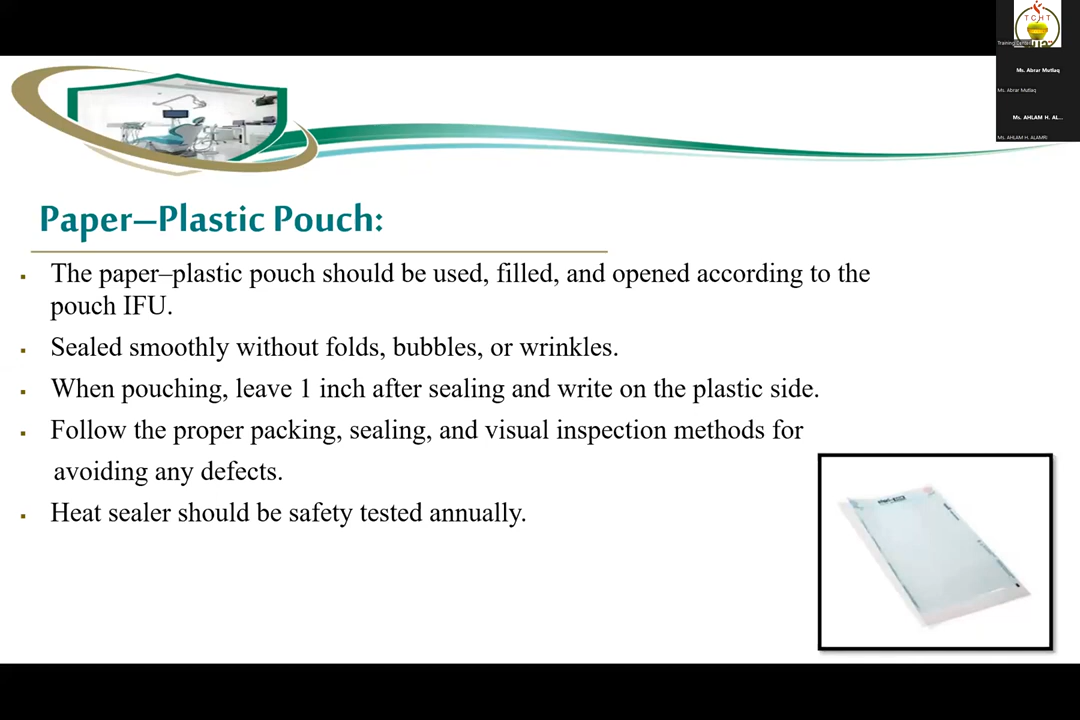 TCHT
Training Center
Ms. Abrar Mutlaq
Ms. Abrar Mutlaq
Ms. AHLAM H. AL...
Ms. AHLAM H. ALAMRI
Paper–Plastic Pouch:
▪ The paper–plastic pouch should be used, filled, and opened according to the
pouch IFU.
▪ Sealed smoothly without folds, bubbles, or wrinkles.
▪ When pouching, leave 1 inch after sealing and write on the plastic side.
▪ Follow the proper packing, sealing, and visual inspection methods for
avoiding any defects.
▪ Heat sealer should be safety tested annually.